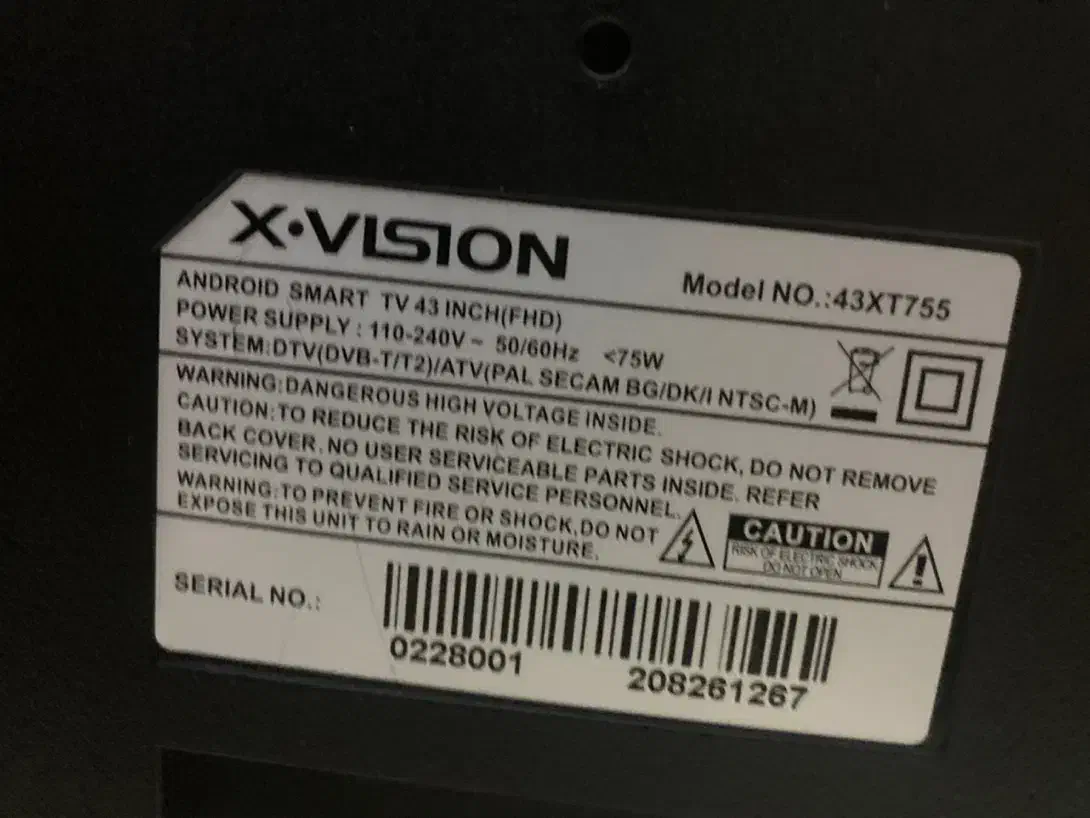 X·VISION
Model NO.:43XT755
ANDROID SMART TV 43 INCH(FHD)
POWER SUPPLY : 110-240V ~ 50/60Hz <75W
SYSTEM:DTV(DVB-T/T2)/ATV(PAL SECAM BG/DK/I NTSC-M)
WARNING:DANGEROUS HIGH VOLTAGE INSIDE.
CAUTION:TO REDUCE THE RISK OF ELECTRIC SHOCK, DO NOT REMOVE
BACK COVER. NO USER SERVICEABLE PARTS INSIDE. REFER
SERVICING TO QUALIFIED SERVICE PERSONNEL.
WARNING:TO PREVENT FIRE OR SHOCK,DO NOT
EXPOSE THIS UNIT TO RAIN OR MOISTURE.
CAUTION
RISK OF ELECTRIC SHOCK
DO NOT OPEN
SERIAL NO.:
0228001 208261267